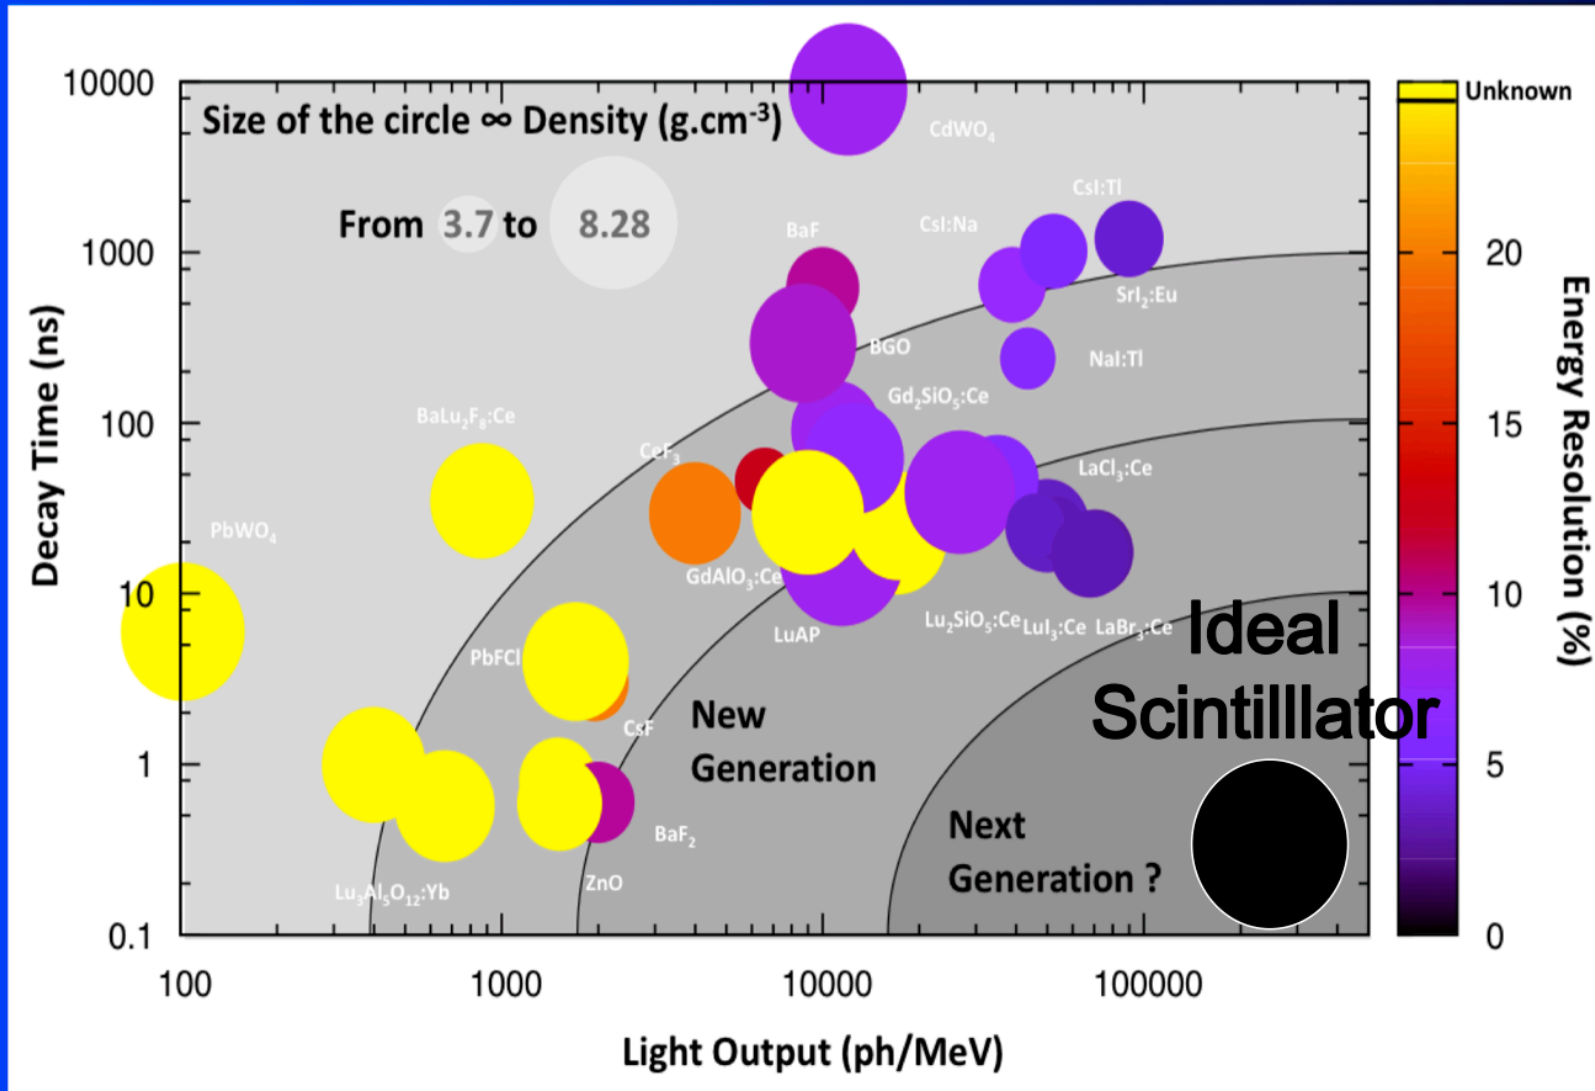 10000
1000
100
10
1
0.1
Decay Time (ns)
Size of the circle ∞ Density (g.cm⁻³)
From 3.7 to 8.28
CdWO₄
CsI:Tl
CsI:Na
BaF
SrI₂:Eu
BGO
NaI:Tl
Gd₂SiO₅:Ce
BaLu₂F₈:Ce
CeF₃
LaCl₃:Ce
PbWO₄
GdAlO₃:Ce
LuAP
Lu₂SiO₅:Ce
LuI₃:Ce
LaBr₃:Ce
PbFCl
CsF
BaF₂
ZnO
Lu₃Al₅O₁₂:Yb
New
Generation
Next
Generation ?
Ideal
Scintilllator
100
1000
10000
100000
Light Output (ph/MeV)
Unknown
20
15
10
5
0
Energy Resolution (%)